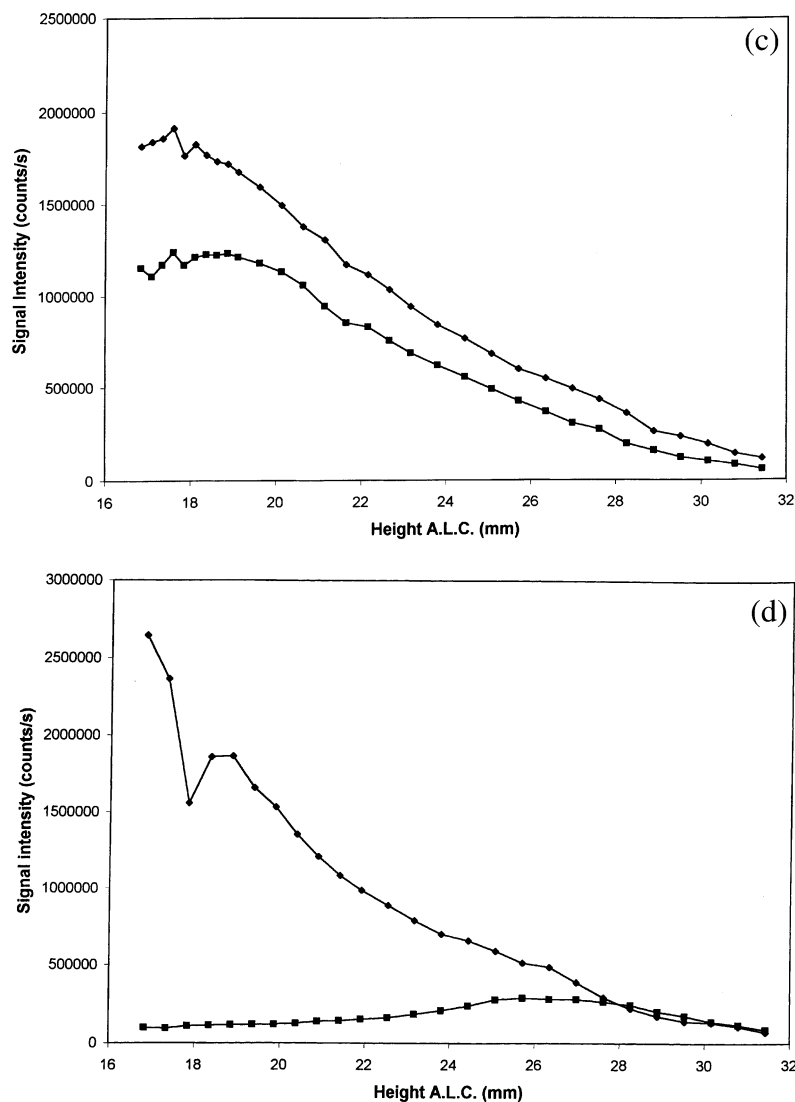 (c)
2500000
2000000
1500000
1000000
500000
0
Signal Intensity (counts/s)
16 18 20 22 24 26 28 30 32
Height A.L.C. (mm)
(d)
3000000
2500000
2000000
1500000
1000000
500000
0
Signal intensity (counts/s)
16 18 20 22 24 26 28 30 32
Height A.L.C. (mm)